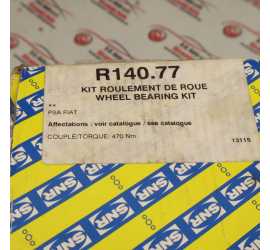 R140.77
KIT ROULEMENT DE ROUE
WHEEL BEARING KIT
**
PSA FIAT
Affectations : voir catalogue / see catalogue
COUPLE/TORQUE: 470 Nm
13115
SNR
SNR
SNR
SNR
SNR